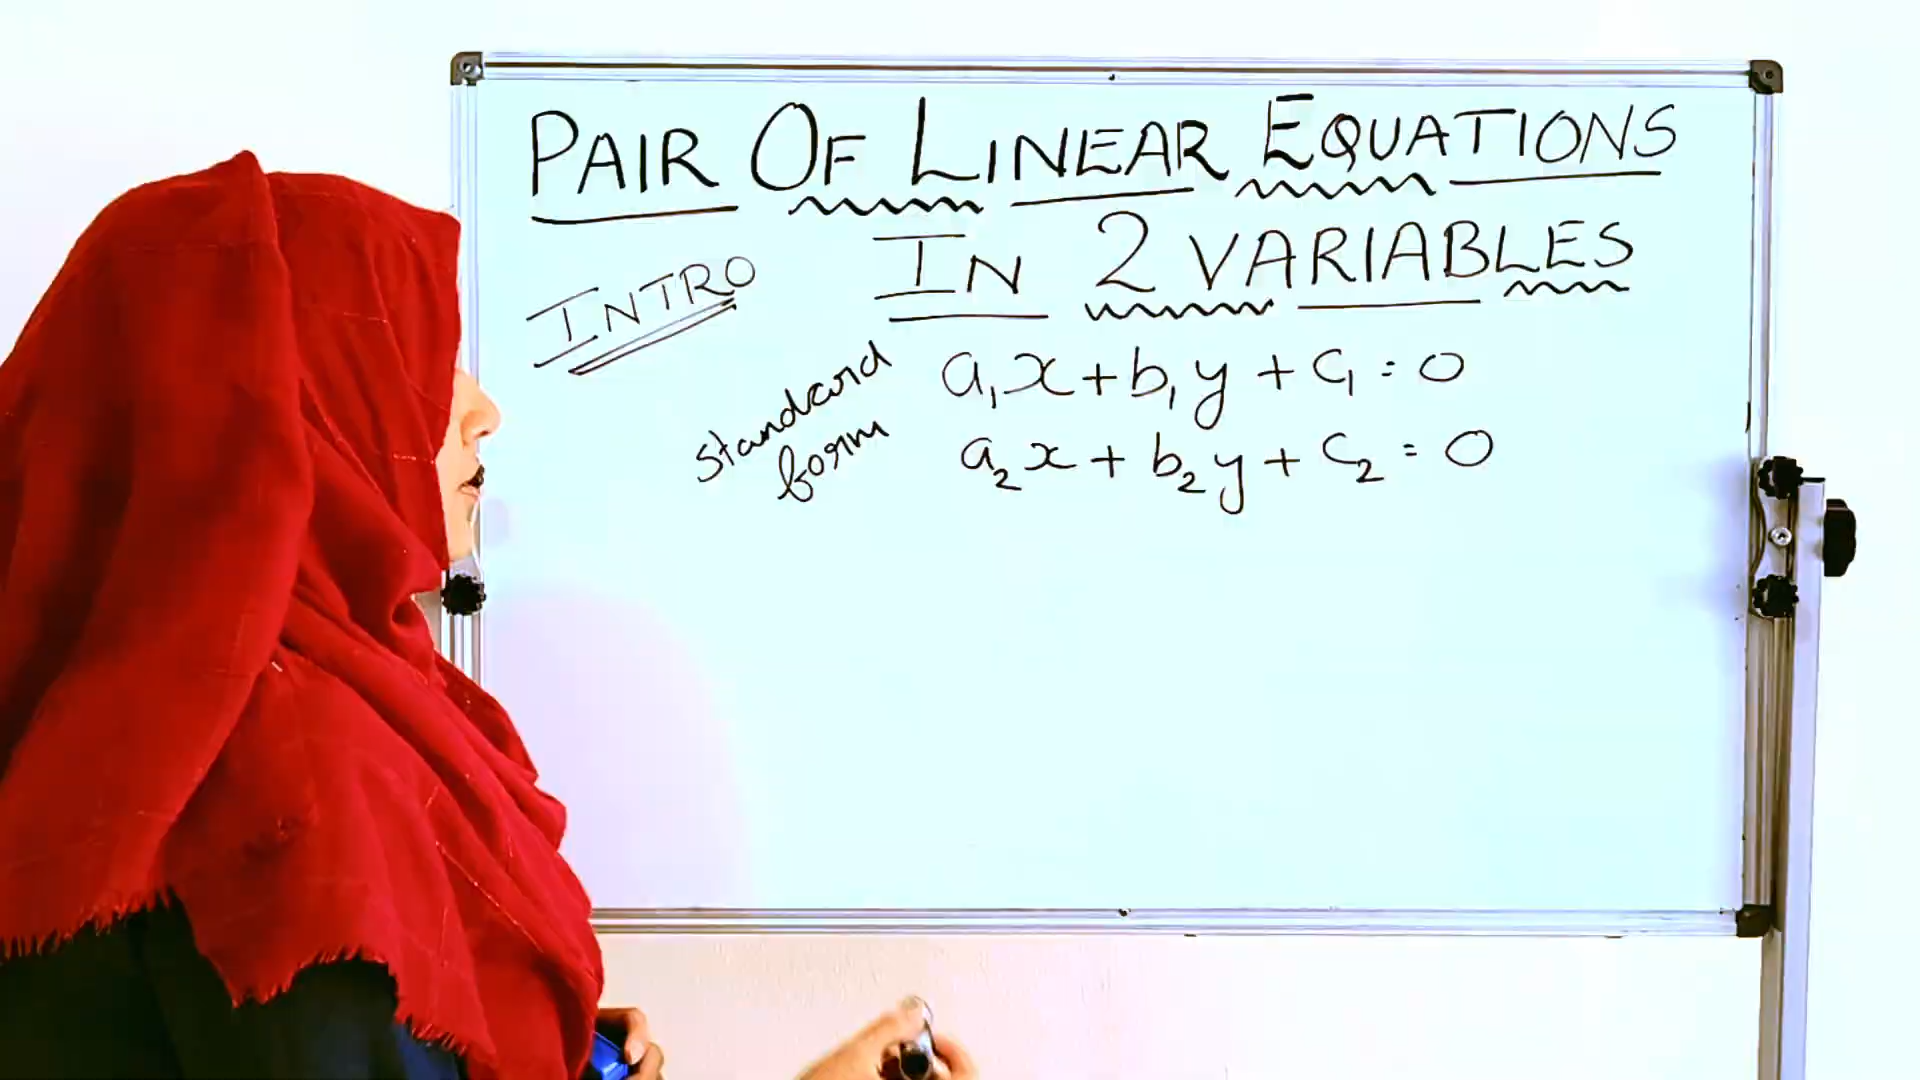 PAIR OF LINEAR EQUATIONS
IN 2 VARIABLES
INTRO
standard
form
a₁x + b₁y + c₁ = 0
a₂x + b₂y + c₂ = 0